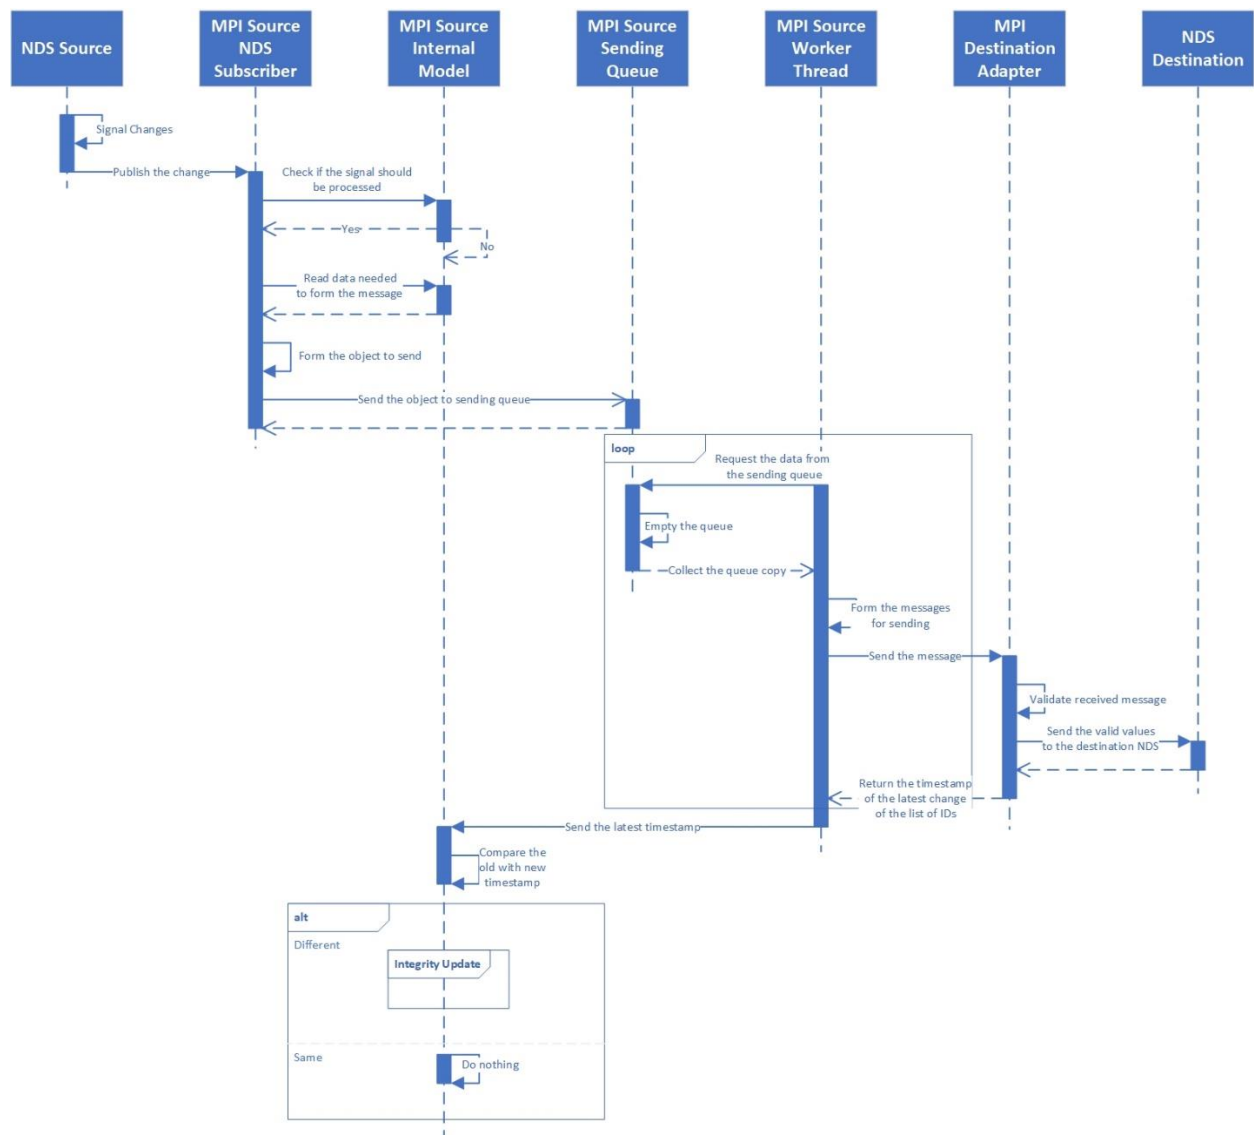 NDS Source
MPI Source
NDS
Subscriber
MPI Source
Internal
Model
MPI Source
Sending
Queue
MPI Source
Worker
Thread
MPI
Destination
Adapter
NDS
Destination
Signal Changes
Publish the change
Check if the signal should
be processed
Yes
No
Read data needed
to form the message
Form the object to send
Send the object to sending queue
loop
Request the data from
the sending queue
Empty the queue
Collect the queue copy
Form the messages
for sending
Send the message
Validate received message
Send the valid values
to the destination NDS
Return the timestamp
of the latest change
of the list of IDs
Send the latest timestamp
Compare the
old with new
timestamp
alt
Different
Integrity Update
Same
Do nothing